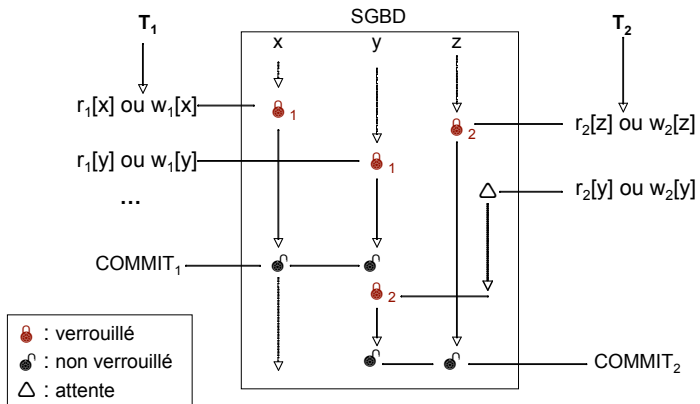 SGBD
T1
T2
x y z
r1[x] ou w1[x]
1
2
r2[z] ou w2[z]
r1[y] ou w1[y]
1
r2[y] ou w2[y]
...
COMMIT1
2
: verrouillé
: non verrouillé
COMMIT2
: attente